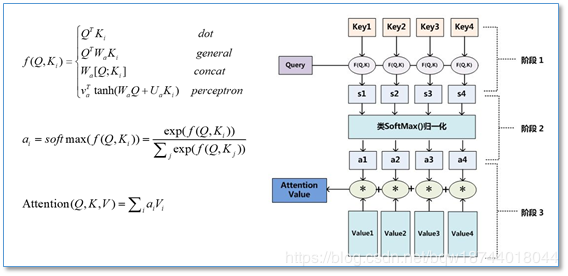 f(Q,K_i) = { Q^T K_i dot
Q^T W_a K_i general
W_a[Q;K_i] concat
v_a^T tanh(W_a Q + U_a K_i) perceptron
a_i = softmax(f(Q,K_i)) = exp(f(Q,K_i)) / ∑_j exp(f(Q,K_j))
Attention(Q,K,V) = ∑_i a_i V_i
Key1 Key2 Key3 Key4
阶段 1
Query F(Q,K) F(Q,K) F(Q,K) F(Q,K)
s1 s2 s3 s4
类SoftMax()归一化
阶段 2
a1 a2 a3 a4
Attention
Value
* + * + * + *
阶段 3
Value1 Value2 Value3 Value4